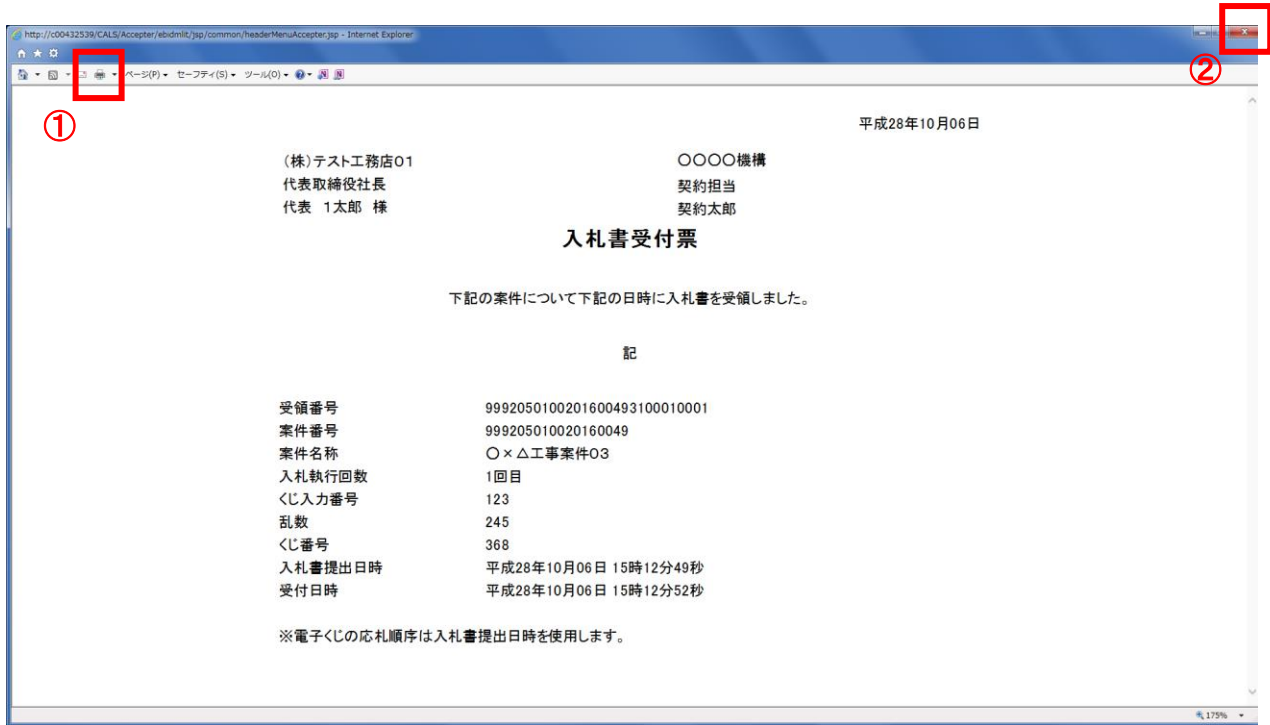 http://c00432539/CALS/Accepter/ebidmlit/jsp/common/headerMenuAccepter.jsp - Internet Explorer
ページ(P) セーフティ(S) ツール(O)
①
②
平成28年10月06日
(株)テスト工務店01 〇〇〇〇機構
代表取締役社長 契約担当
代表 1太郎 様 契約太郎
入札書受付票
下記の案件について下記の日時に入札書を受領しました。
記
受領番号 9992050100201600493100010001
案件番号 999205010020160049
案件名称 〇×△工事案件03
入札執行回数 1回目
くじ入力番号 123
乱数 245
くじ番号 368
入札書提出日時 平成28年10月06日 15時12分49秒
受付日時 平成28年10月06日 15時12分52秒
※電子くじの応札順序は入札書提出日時を使用します。
175%